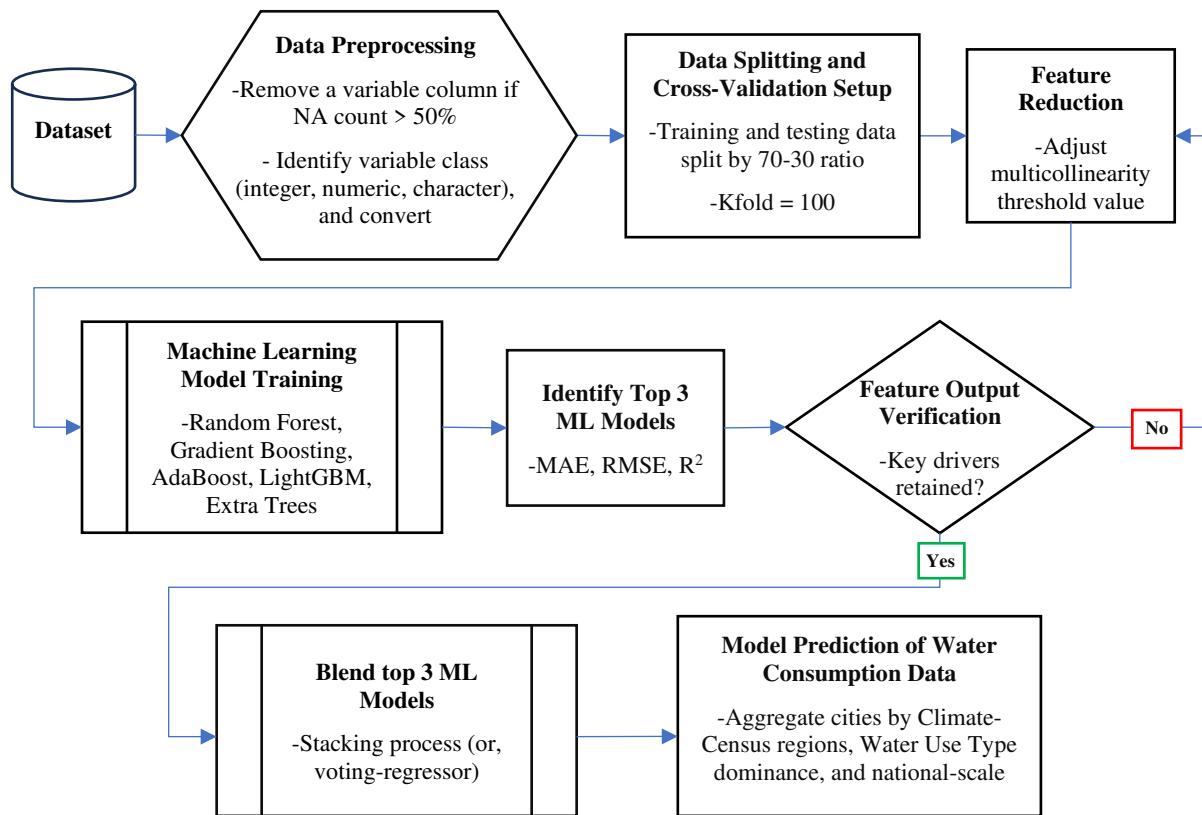 Dataset
Data Preprocessing
-Remove a variable column if
NA count > 50%
- Identify variable class
(integer, numeric, character),
and convert
Data Splitting and
Cross-Validation Setup
-Training and testing data
split by 70-30 ratio
-Kfold = 100
Feature
Reduction
-Adjust
multicollinearity
threshold value
Machine Learning
Model Training
-Random Forest,
Gradient Boosting,
AdaBoost, LightGBM,
Extra Trees
Identify Top 3
ML Models
-MAE, RMSE, R²
Feature Output
Verification
-Key drivers
retained?
No
Yes
Blend top 3 ML
Models
-Stacking process (or,
voting-regressor)
Model Prediction of Water
Consumption Data
-Aggregate cities by Climate-
Census regions, Water Use Type
dominance, and national-scale